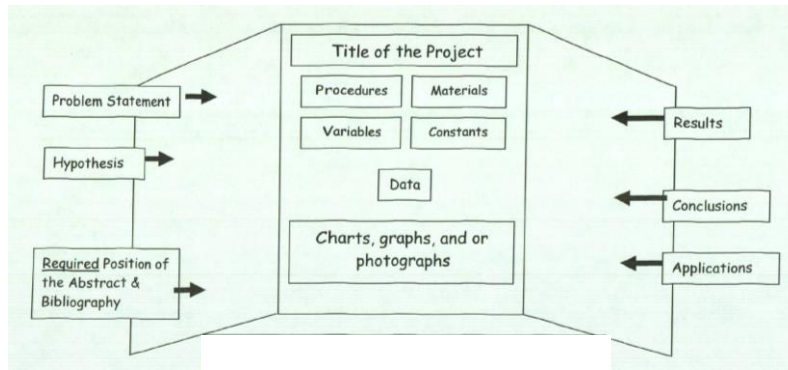 Title of the Project
Procedures
Materials
Variables
Constants
Data
Charts, graphs, and or
photographs
Problem Statement
Hypothesis
Required Position of
the Abstract &
Bibliography
Results
Conclusions
Applications